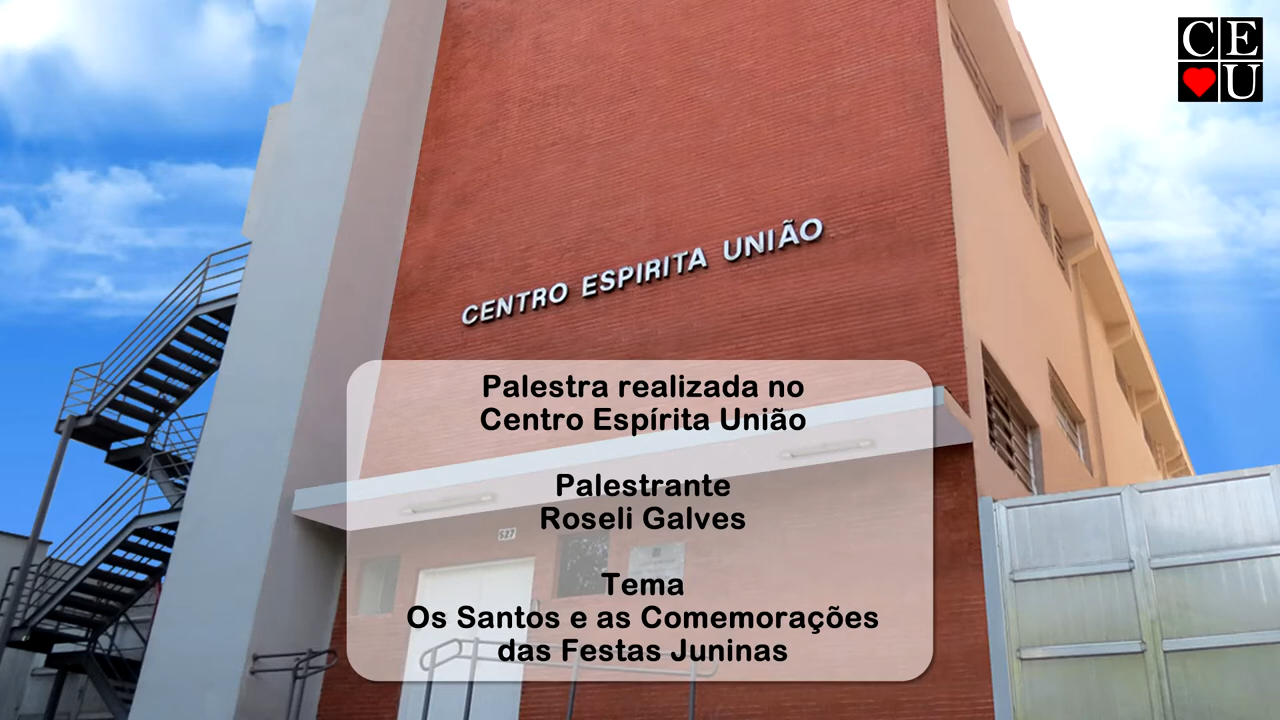 CE
U
CENTRO ESPIRITA UNIÃO
Palestra realizada no
Centro Espírita União
Palestrante
Roseli Galves
527
Tema
Os Santos e as Comemorações
das Festas Juninas